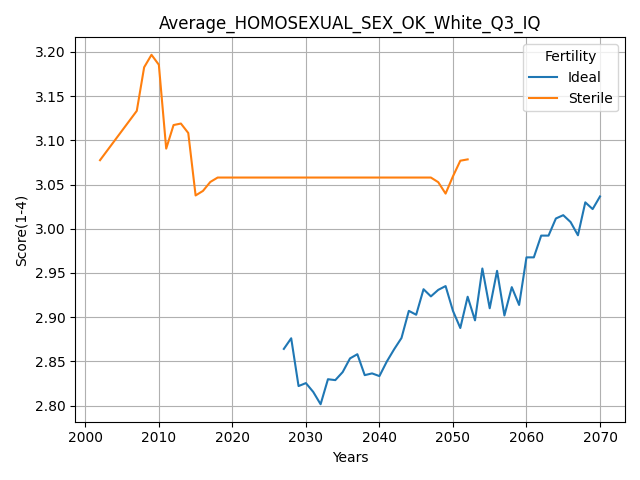 Average_HOMOSEXUAL_SEX_OK_White_Q3_IQ
Fertility
Ideal
Sterile
Score(1-4)
3.20
3.15
3.10
3.05
3.00
2.95
2.90
2.85
2.80
2000 2010 2020 2030 2040 2050 2060 2070
Years